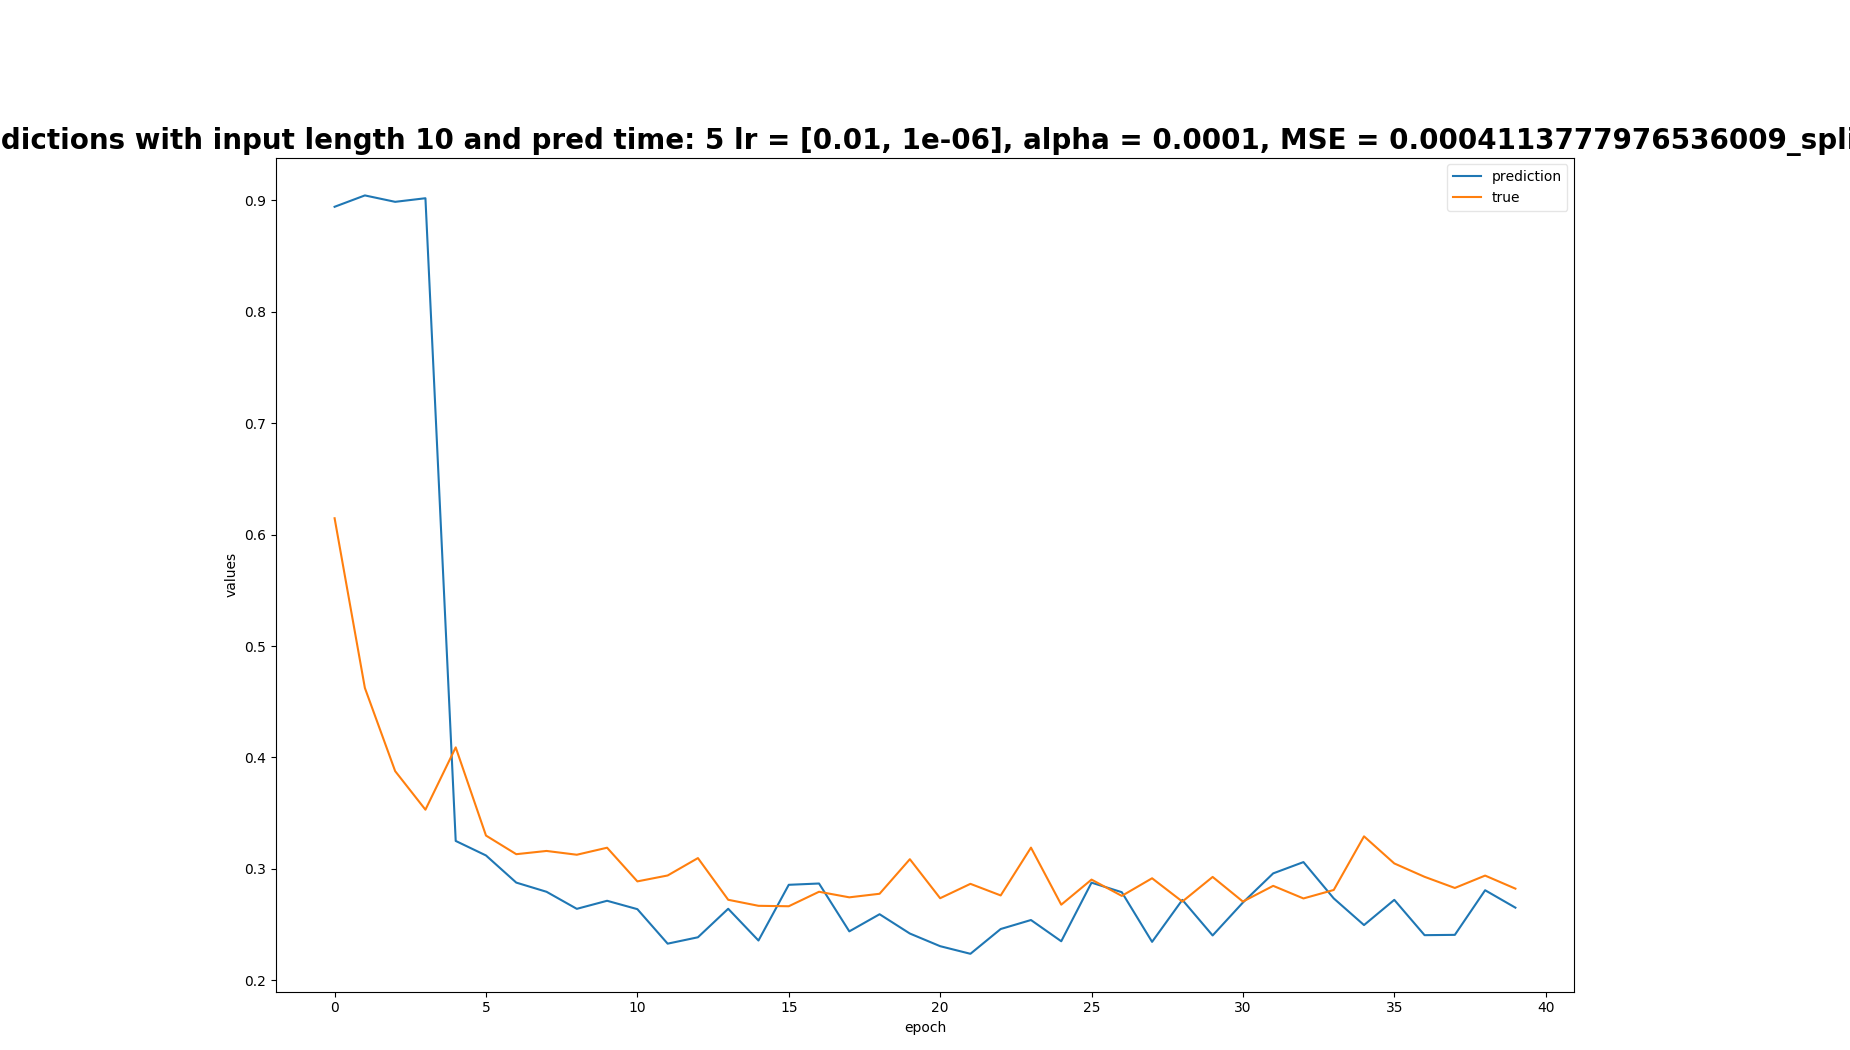 dictions with input length 10 and pred time: 5 lr = [0.01, 1e-06], alpha = 0.0001, MSE = 0.0004113777976536009_spli
prediction
true
0.9
0.8
0.7
0.6
0.5
0.4
0.3
0.2
values
0 5 10 15 20 25 30 35 40
epoch